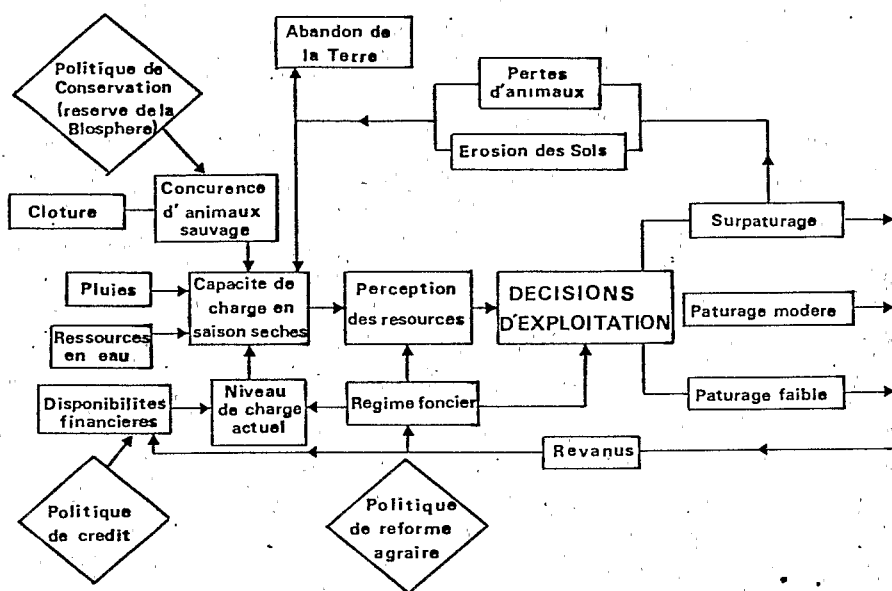 Abandon de
la Terre
Politique de
Conservation
(reserve de la
Biosphere)
Pertes
d'animaux
Erosion des Sols
Cloture
Concurence
d'animaux
sauvage
Surpaturage
Pluies
Capacite de
charge en
saison seches
Perception
des resources
DECISIONS
D'EXPLOITATION
Paturage modere
Ressources
en eau
Disponibilites
financieres
Niveau
de charge
actuel
Regime foncier
Paturage faible
Revanus
Politique
de credit
Politique
de reforme
agraire